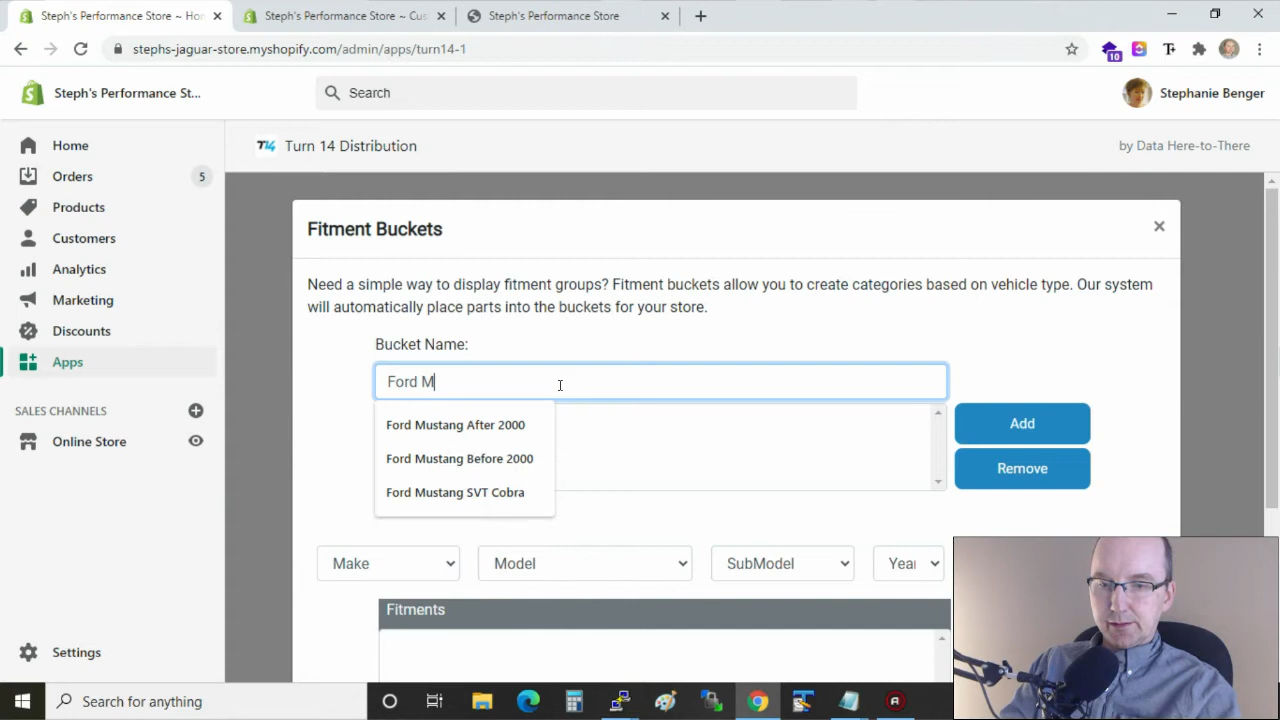 Steph's Performance Store ~ Ho
Steph's Performance Store ~ Cus
Steph's Performance Store
stephs-jaguar-store.myshopify.com/admin/apps/turn14-1
10
Steph's Performance St...
Search
Stephanie Benger
Home
Orders
5
Products
Customers
Analytics
Marketing
Discounts
Apps
SALES CHANNELS
Online Store
Settings
T14
Turn 14 Distribution
by Data Here-to-There
Fitment Buckets
Need a simple way to display fitment groups? Fitment buckets allow you to create categories based on vehicle type. Our system
will automatically place parts into the buckets for your store.
Bucket Name:
Ford M
Ford Mustang After 2000
Ford Mustang Before 2000
Ford Mustang SVT Cobra
Add
Remove
Make
Model
SubModel
Year
Fitments
Search for anything